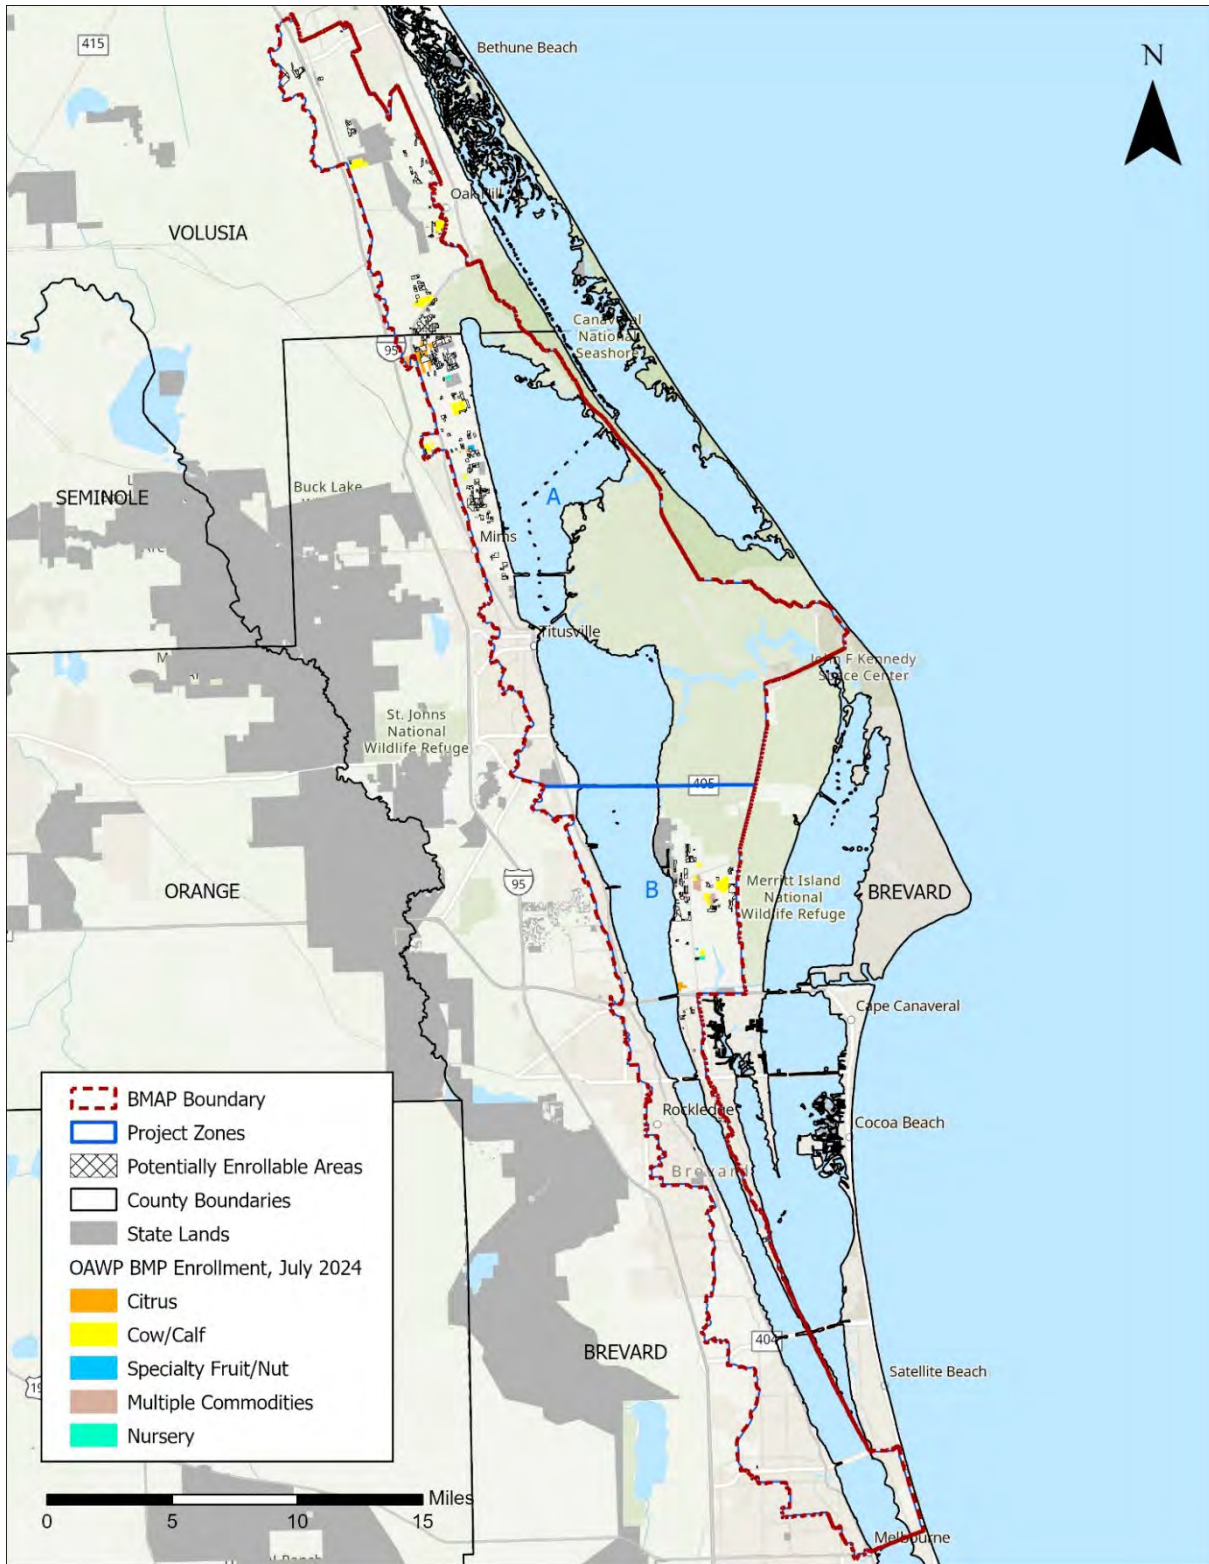 415
Bethune Beach
N
Oak Hill
VOLUSIA
Canaveral
National
Seashore
95
SEMINOLE
Buck Lake
A
Mims
Titusville
John F Kennedy
Space Center
St. Johns
National
Wildlife Refuge
405
95
ORANGE
B
Merritt Island
National
Wildlife Refuge
BREVARD
Cape Canaveral
Rockledge
Cocoa Beach
Brevard
404
BREVARD
Satellite Beach
Melbourne
BMAP Boundary
Project Zones
Potentially Enrollable Areas
County Boundaries
State Lands
OAWP BMP Enrollment, July 2024
Citrus
Cow/Calf
Specialty Fruit/Nut
Multiple Commodities
Nursery
Miles
0 5 10 15